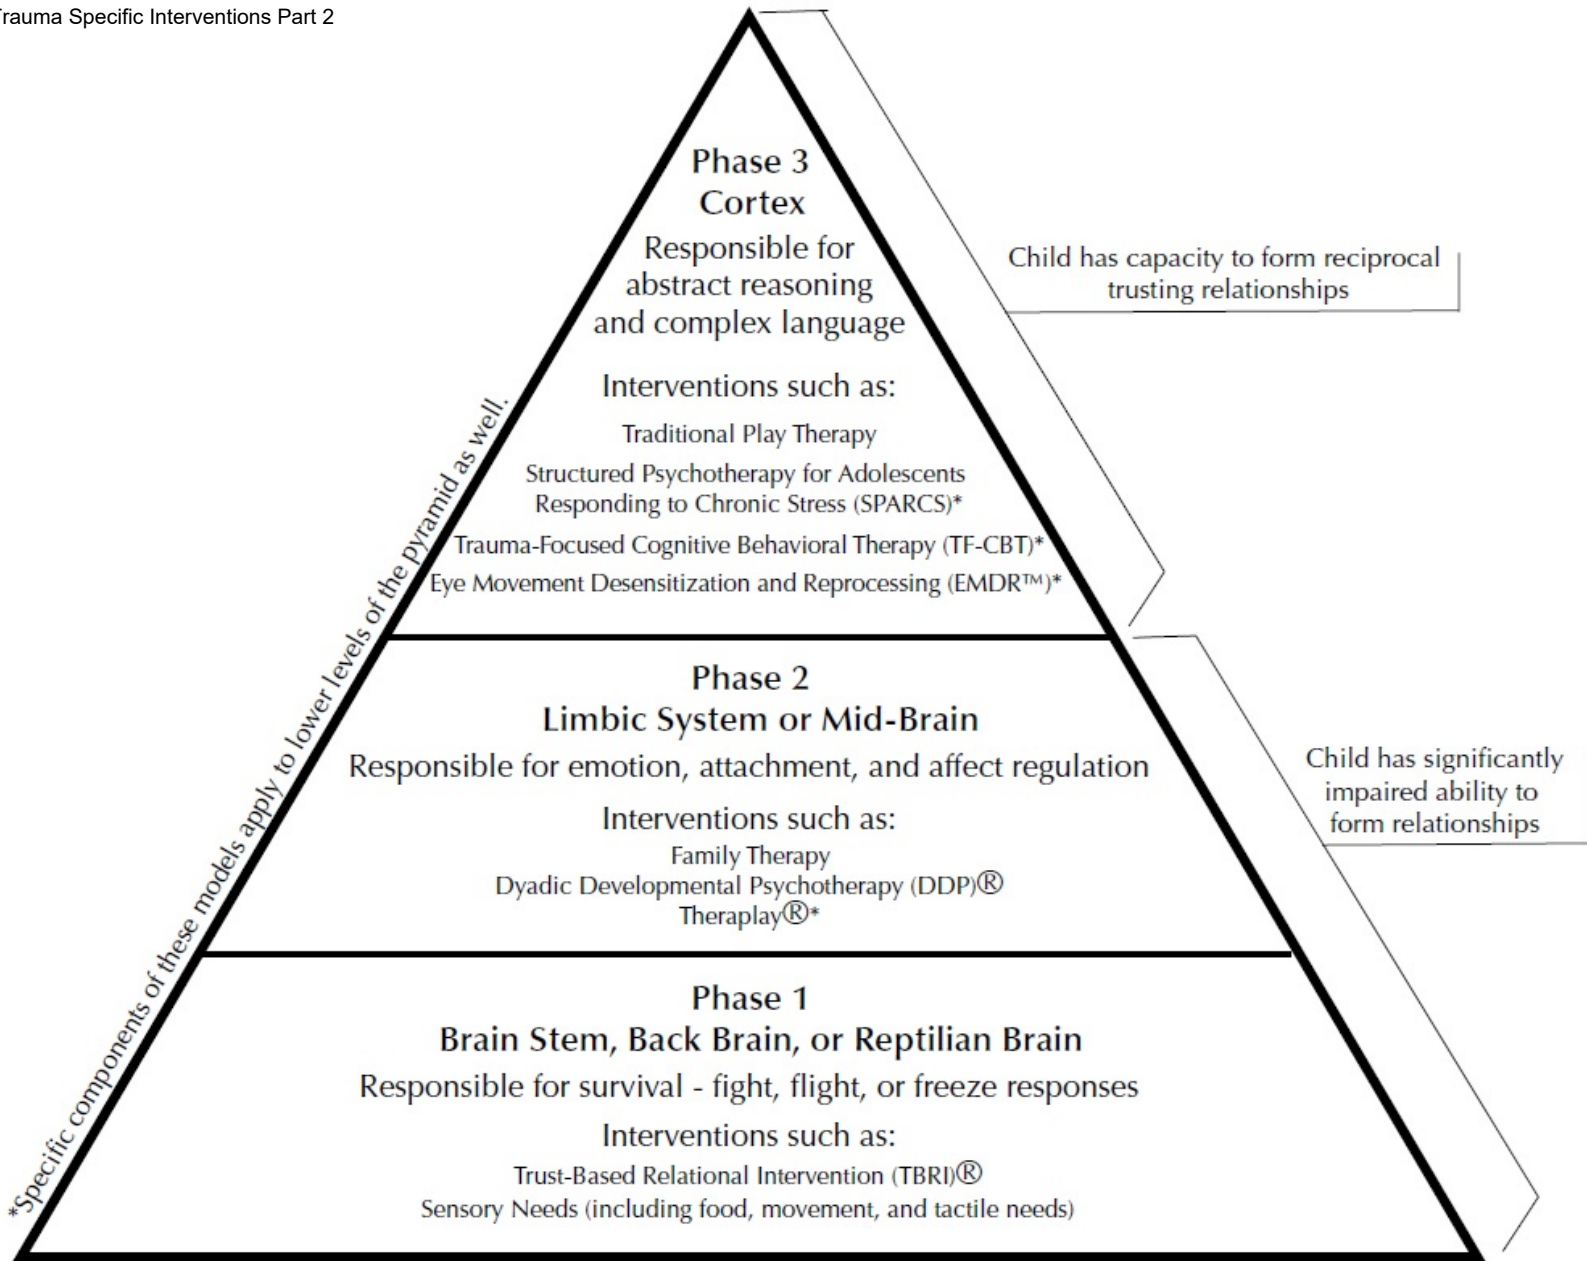 Trauma Specific Interventions Part 2
Phase 3
Cortex
Responsible for
abstract reasoning
and complex language
Interventions such as:
Traditional Play Therapy
Structured Psychotherapy for Adolescents
Responding to Chronic Stress (SPARCS)*
Trauma-Focused Cognitive Behavioral Therapy (TF-CBT)*
Eye Movement Desensitization and Reprocessing (EMDR™)*
Child has capacity to form reciprocal
trusting relationships
Phase 2
Limbic System or Mid-Brain
Responsible for emotion, attachment, and affect regulation
Interventions such as:
Family Therapy
Dyadic Developmental Psychotherapy (DDP)®
Theraplay®*
Child has significantly
impaired ability to
form relationships
Phase 1
Brain Stem, Back Brain, or Reptilian Brain
Responsible for survival - fight, flight, or freeze responses
Interventions such as:
Trust-Based Relational Intervention (TBRI)®
Sensory Needs (including food, movement, and tactile needs)
*Specific components of these models apply to lower levels of the pyramid as well.